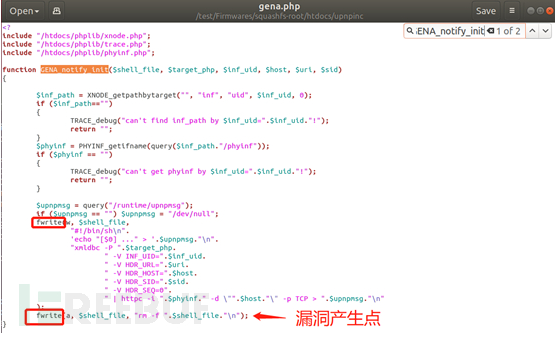 Open
gena.php
/test/Firmwares/squashfs-root/htdocs/upnpinc
Save
ENA_notify_init 1 of 2
<?
include "/htdocs/phplib/xnode.php";
include "/htdocs/phplib/trace.php";
include "/htdocs/phplib/phyinf.php";
function GENA_notify_init($shell_file, $target_php, $inf_uid, $host, $uri, $sid)
{
$inf_path = XNODE_getpathbytarget("", "inf", "uid", $inf_uid, 0);
if ($inf_path=="")
{
TRACE_debug("can't find inf_path by $inf_uid=".$inf_uid."!");
return "";
}
$phyinf = PHYINF_getifname(query($inf_path."/phyinf"));
if ($phyinf == "")
{
TRACE_debug("can't get phyinf by $inf_uid=".$inf_uid."!");
return "";
}
$upnpmsg = query("/runtime/upnpmsg");
if ($upnpmsg == "") $upnpmsg = "/dev/null";
fwrite(w, $shell_file,
"#!/bin/sh\n".
'echo "[$0] ..." > '.$upnpmsg."\n".
"xmldbc -P ".$target_php.
" -V INF_UID=".$inf_uid.
" -V HDR_URL=".$uri.
" -V HDR_HOST=".$host.
" -V HDR_SID=".$sid.
" -V HDR_SEQ=0".
" | httpc -i ".$phyinf." -d \"".$host."\" -p TCP > ".$upnpmsg."\n"
);
fwrite(a, $shell_file, "rm -f ".$shell_file."\n");
漏洞产生点
}
REEBUF